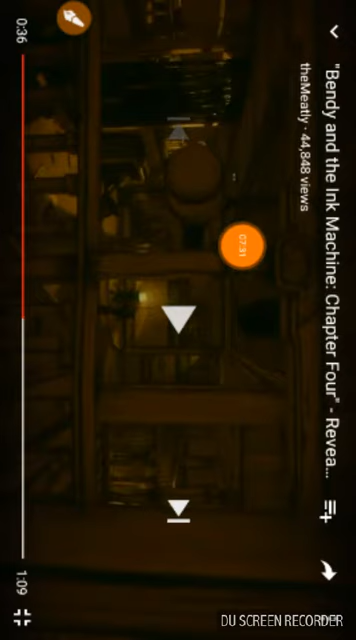 "Bendy and the Ink Machine: Chapter Four" - Revea...
theMeatly · 44,848 views
07:31
0:36
1:09
DU SCREEN RECORDER